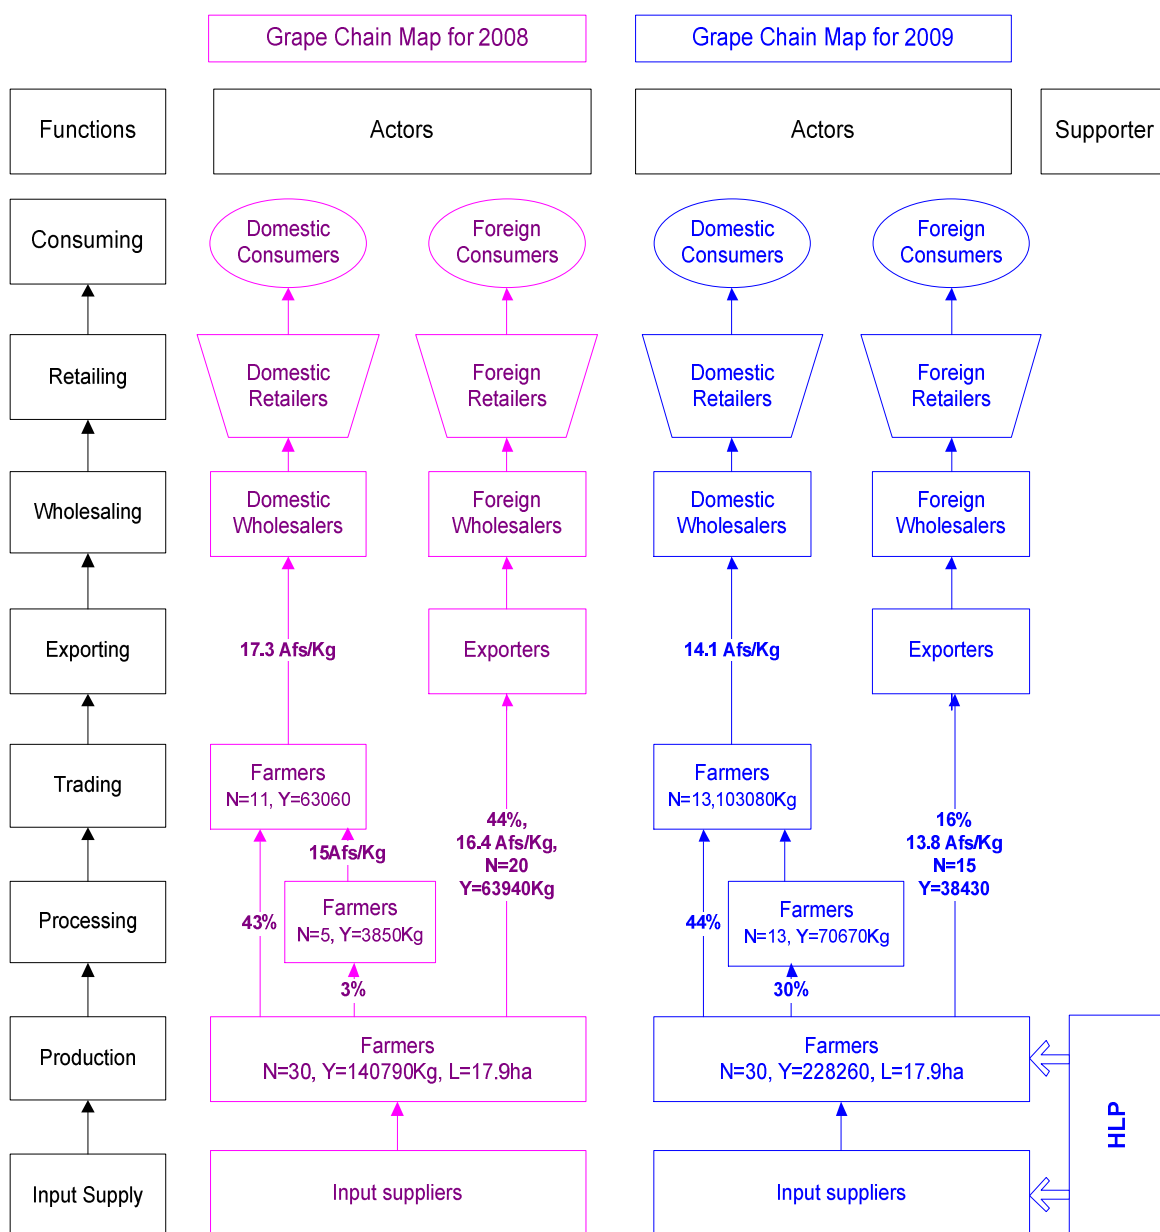 Grape Chain Map for 2008
Grape Chain Map for 2009
Functions
Actors
Actors
Supporter
Consuming
Domestic
Consumers
Foreign
Consumers
Domestic
Consumers
Foreign
Consumers
Retailing
Domestic
Retailers
Foreign
Retailers
Domestic
Retailers
Foreign
Retailers
Wholesaling
Domestic
Wholesalers
Foreign
Wholesalers
Domestic
Wholesalers
Foreign
Wholesalers
Exporting
17.3 Afs/Kg
Exporters
14.1 Afs/Kg
Exporters
Trading
Farmers
N=11, Y=63060
44%,
16.4 Afs/Kg,
N=20
Y=63940Kg
Farmers
N=13,103080Kg
16%
13.8 Afs/Kg
N=15
Y=38430
15Afs/Kg
Processing
43%
Farmers
N=5, Y=3850Kg
44%
Farmers
N=13, Y=70670Kg
3%
30%
Production
Farmers
N=30, Y=140790Kg, L=17.9ha
Farmers
N=30, Y=228260, L=17.9ha
HLP
Input Supply
Input suppliers
Input suppliers